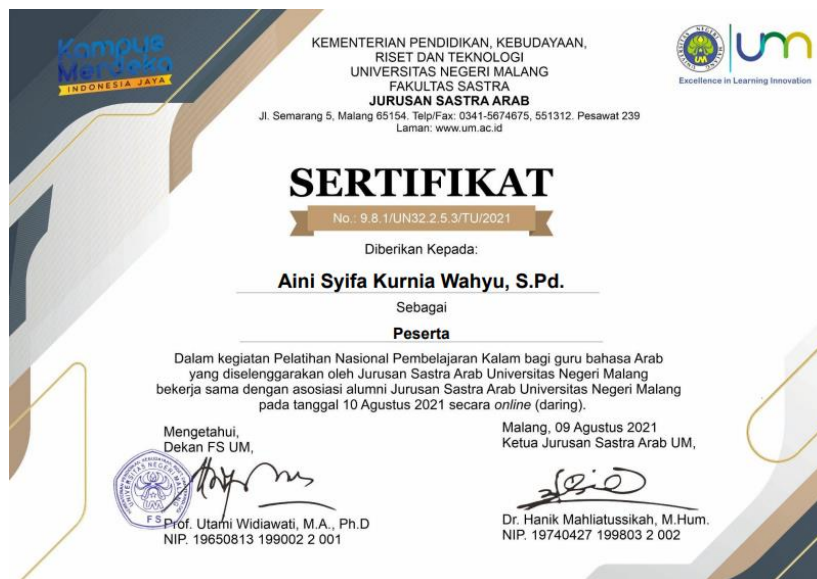 Kampus
Merdeka
INDONESIA JAYA
KEMENTERIAN PENDIDIKAN, KEBUDAYAAN,
RISET DAN TEKNOLOGI
UNIVERSITAS NEGERI MALANG
FAKULTAS SASTRA
JURUSAN SASTRA ARAB
Jl. Semarang 5, Malang 65154. Telp/Fax: 0341-5674675, 551312. Pesawat 239
Laman: www.um.ac.id
um
Excellence in Learning Innovation
SERTIFIKAT
No.: 9.8.1/UN32.2.5.3/TU/2021
Diberikan Kepada:
Aini Syifa Kurnia Wahyu, S.Pd.
Sebagai
Peserta
Dalam kegiatan Pelatihan Nasional Pembelajaran Kalam bagi guru bahasa Arab
yang diselenggarakan oleh Jurusan Sastra Arab Universitas Negeri Malang
bekerja sama dengan asosiasi alumni Jurusan Sastra Arab Universitas Negeri Malang
pada tanggal 10 Agustus 2021 secara online (daring).
Mengetahui,
Dekan FS UM,
UNIVERSITAS NEGERI MALANG
FS
Prof. Utami Widiawati, M.A., Ph.D
NIP. 19650813 199002 2 001
Malang, 09 Agustus 2021
Ketua Jurusan Sastra Arab UM,
Dr. Hanik Mahliatussikah, M.Hum.
NIP. 19740427 199803 2 002